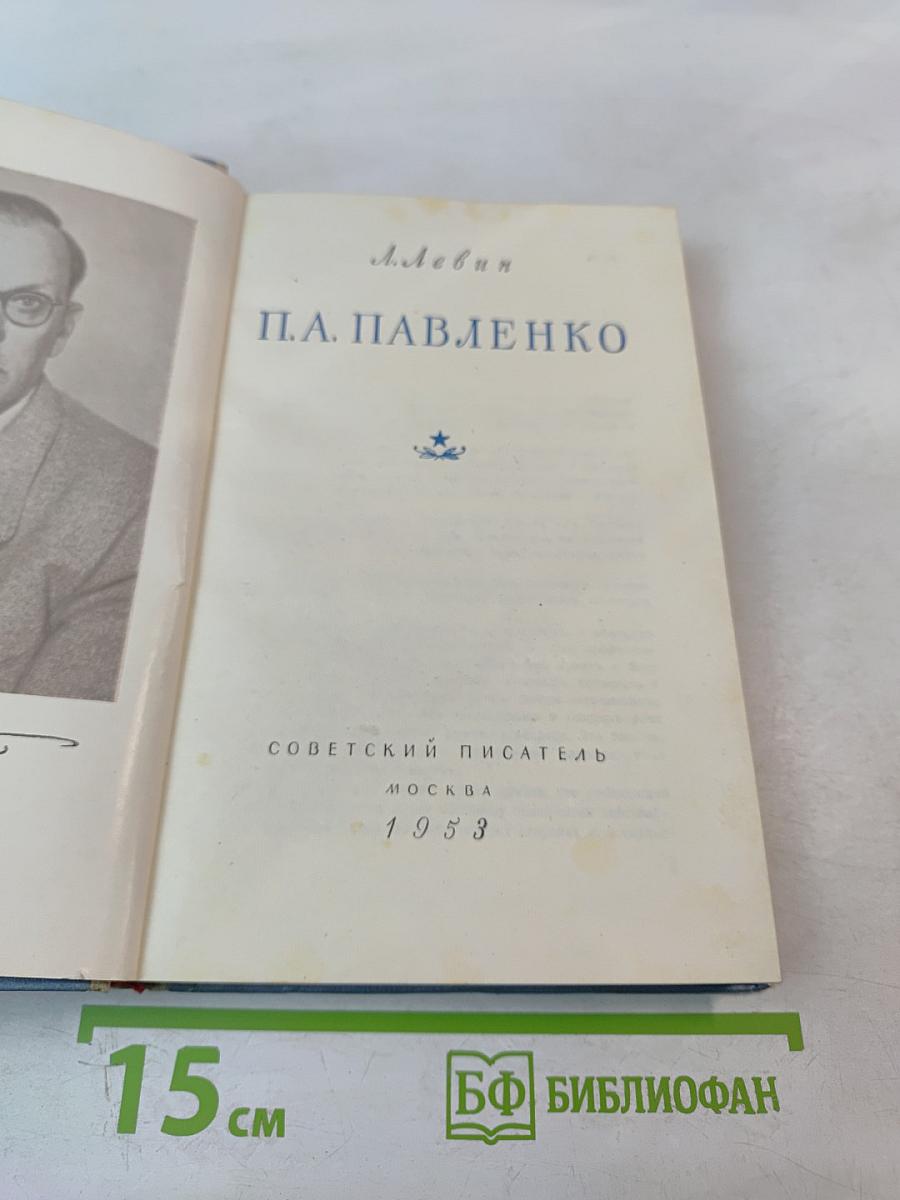 Л. Левин
П. А. ПАВЛЕНКО
СОВЕТСКИЙ ПИСАТЕЛЬ
МОСКВА
1953
15 см
БФ БИБЛИОФАН